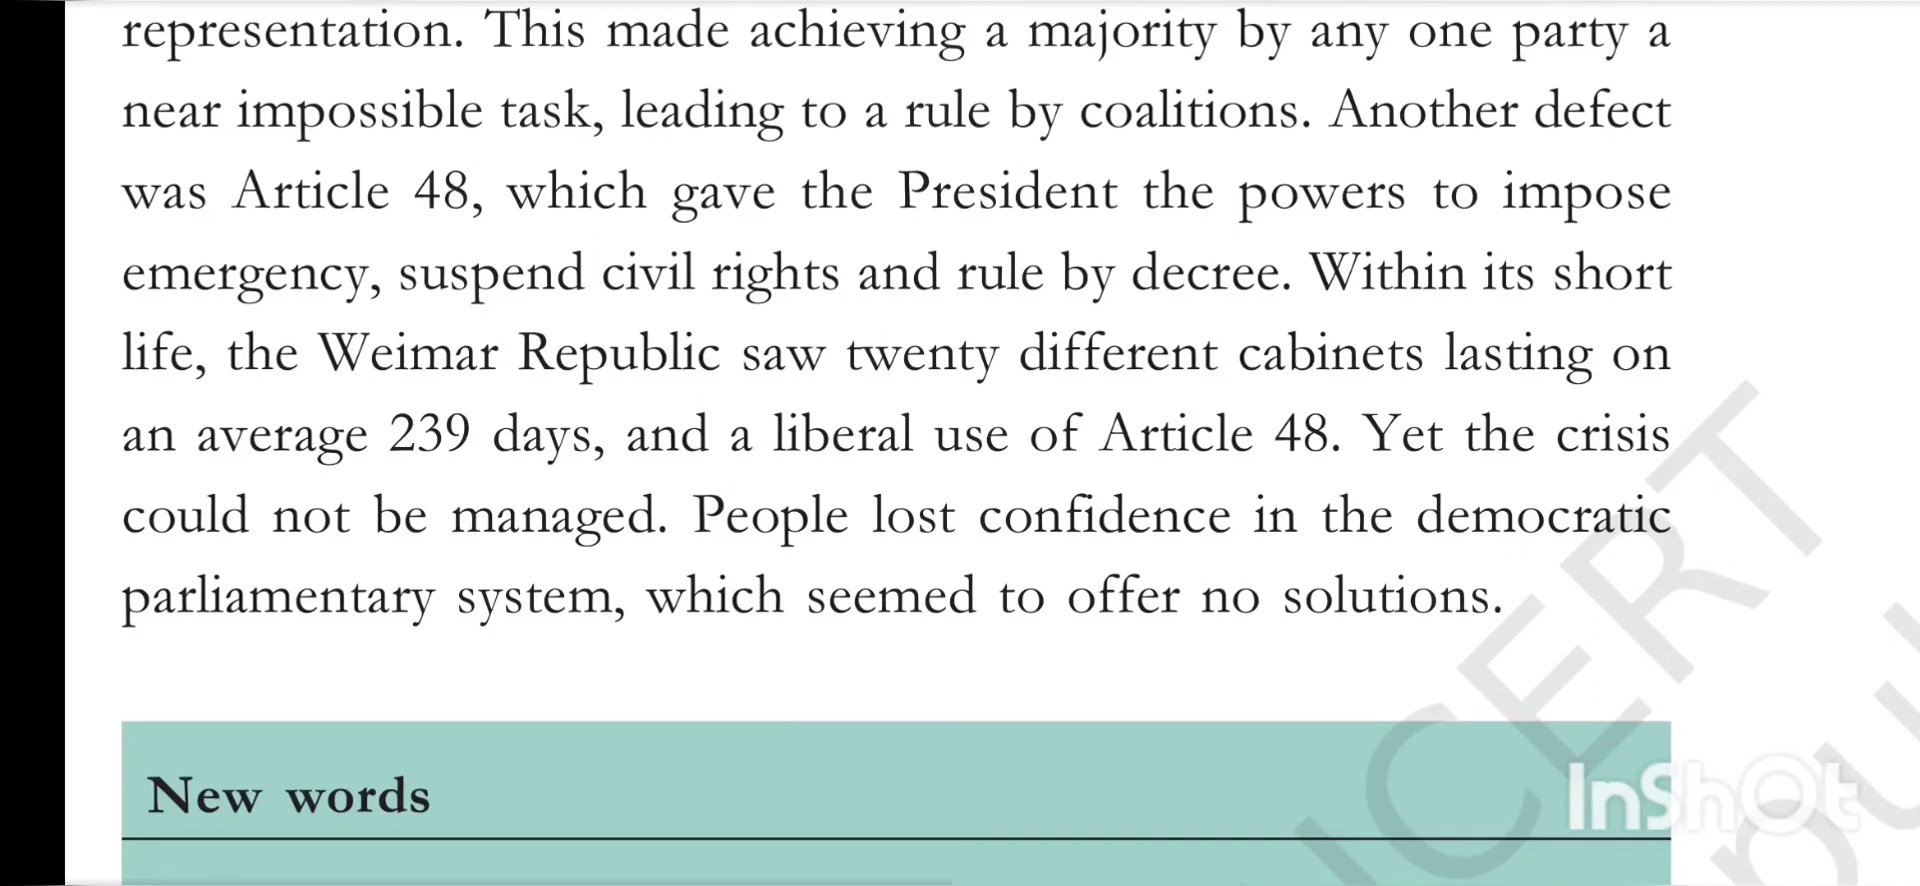 representation. This made achieving a majority by any one party a
near impossible task, leading to a rule by coalitions. Another defect
was Article 48, which gave the President the powers to impose
emergency, suspend civil rights and rule by decree. Within its short
life, the Weimar Republic saw twenty different cabinets lasting on
an average 239 days, and a liberal use of Article 48. Yet the crisis
could not be managed. People lost confidence in the democratic
parliamentary system, which seemed to offer no solutions.
New words
InShOt
NCERT